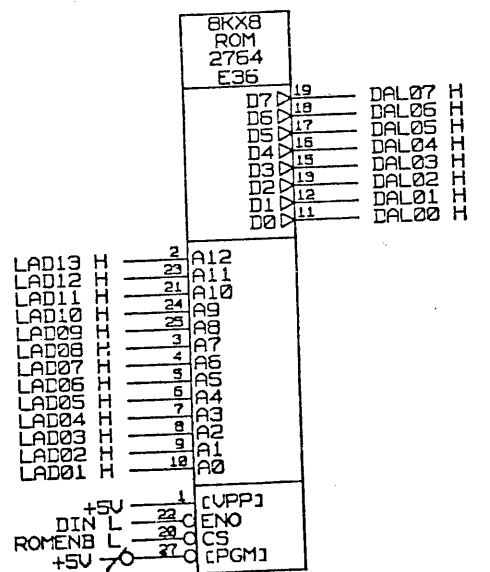 8KX8
ROM
2764
E36
D7 19 DAL07 H
D6 18 DAL06 H
D5 17 DAL05 H
D4 16 DAL04 H
D3 15 DAL03 H
D2 13 DAL02 H
D1 12 DAL01 H
D0 11 DAL00 H
LAD13 H 2 A12
LAD12 H 23 A11
LAD11 H 21 A10
LAD10 H 24 A9
LAD09 H 25 A8
LAD08 H 3 A7
LAD07 H 4 A6
LAD06 H 5 A5
LAD05 H 6 A4
LAD04 H 7 A3
LAD03 H 8 A2
LAD02 H 9 A1
LAD01 H 10 A0
+5V 1 [VPP]
DIN L 22 ENO
ROMENB L 20 CS
+5V 27 [PGM]